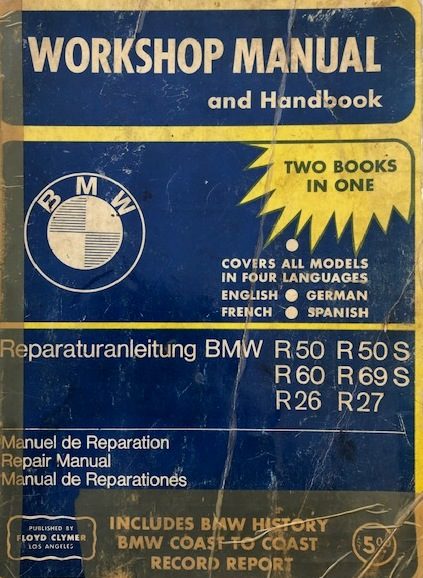 WORKSHOP MANUAL
and Handbook
TWO BOOKS
IN ONE
BMW
COVERS ALL MODELS
IN FOUR LANGUAGES
ENGLISH ● GERMAN
FRENCH ● SPANISH
Reparaturanleitung BMW R50 R50S
R60 R69S
R26 R27
Manuel de Reparation
Repair Manual
Manual de Reparationes
PUBLISHED BY
FLOYD CLYMER
LOS ANGELES
INCLUDES BMW HISTORY
BMW COAST TO COAST
RECORD REPORT